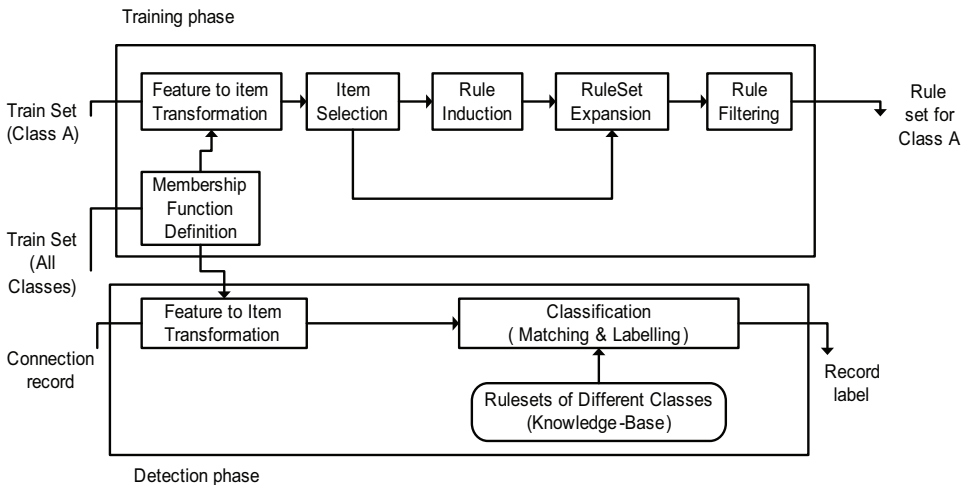 Training phase
Train Set
(Class A)
Feature to item
Transformation
Item
Selection
Rule
Induction
RuleSet
Expansion
Rule
Filtering
Rule
set for
Class A
Membership
Function
Definition
Train Set
(All
Classes)
Feature to Item
Transformation
Classification
( Matching & Labelling)
Connection
record
Record
label
Rulesets of Different Classes
(Knowledge-Base)
Detection phase